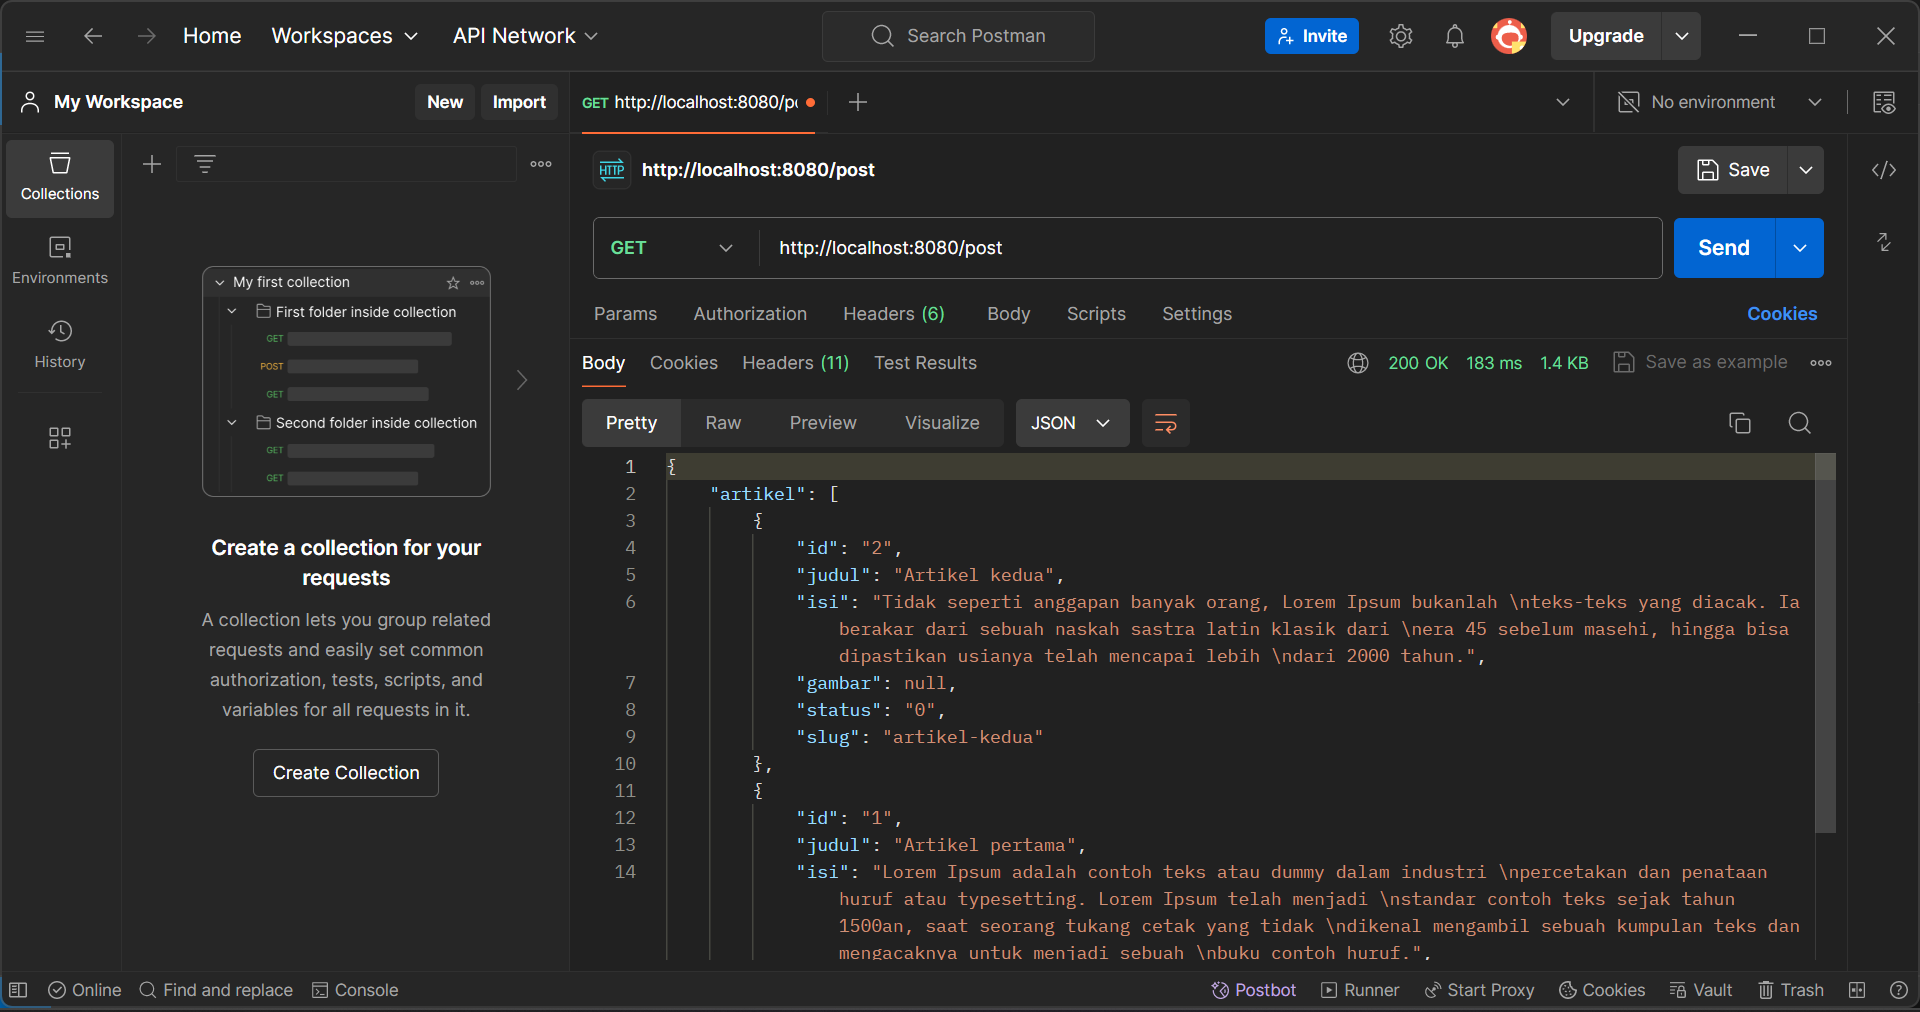 Home Workspaces API Network Search Postman Invite Upgrade
My Workspace New Import GET http://localhost:8080/po No environment
Collections
Environments
History
My first collection
First folder inside collection
GET
POST
GET
Second folder inside collection
GET
GET
Create a collection for your
requests
A collection lets you group related
requests and easily set common
authorization, tests, scripts, and
variables for all requests in it.
Create Collection
HTTP http://localhost:8080/post Save
GET http://localhost:8080/post Send
Params Authorization Headers (6) Body Scripts Settings Cookies
Body Cookies Headers (11) Test Results 200 OK 183 ms 1.4 KB Save as example
Pretty Raw Preview Visualize JSON
1 {
2 "artikel": [
3 {
4 "id": "2",
5 "judul": "Artikel kedua",
6 "isi": "Tidak seperti anggapan banyak orang, Lorem Ipsum bukanlah \nteks-teks yang diacak. Ia
berakar dari sebuah naskah sastra latin klasik dari \nera 45 sebelum masehi, hingga bisa
dipastikan usianya telah mencapai lebih \ndari 2000 tahun.",
7 "gambar": null,
8 "status": "0",
9 "slug": "artikel-kedua"
10 },
11 {
12 "id": "1",
13 "judul": "Artikel pertama",
14 "isi": "Lorem Ipsum adalah contoh teks atau dummy dalam industri \npercetakan dan penataan
huruf atau typesetting. Lorem Ipsum telah menjadi \nstandar contoh teks sejak tahun
1500an, saat seorang tukang cetak yang tidak \ndikenal mengambil sebuah kumpulan teks dan
mengacaknya untuk menjadi sebuah \nbuku contoh huruf.",
Online Find and replace Console Postbot Runner Start Proxy Cookies Vault Trash